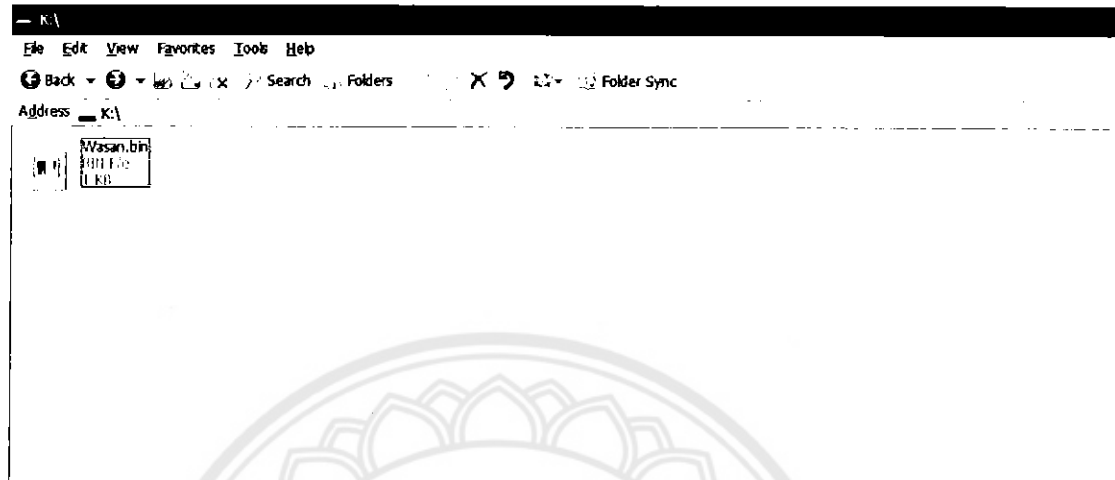 K:\
File Edit View Favorites Tools Help
Back Search Folders Folder Sync
Address K:\
Wasan.bin
BIN File
1 KB